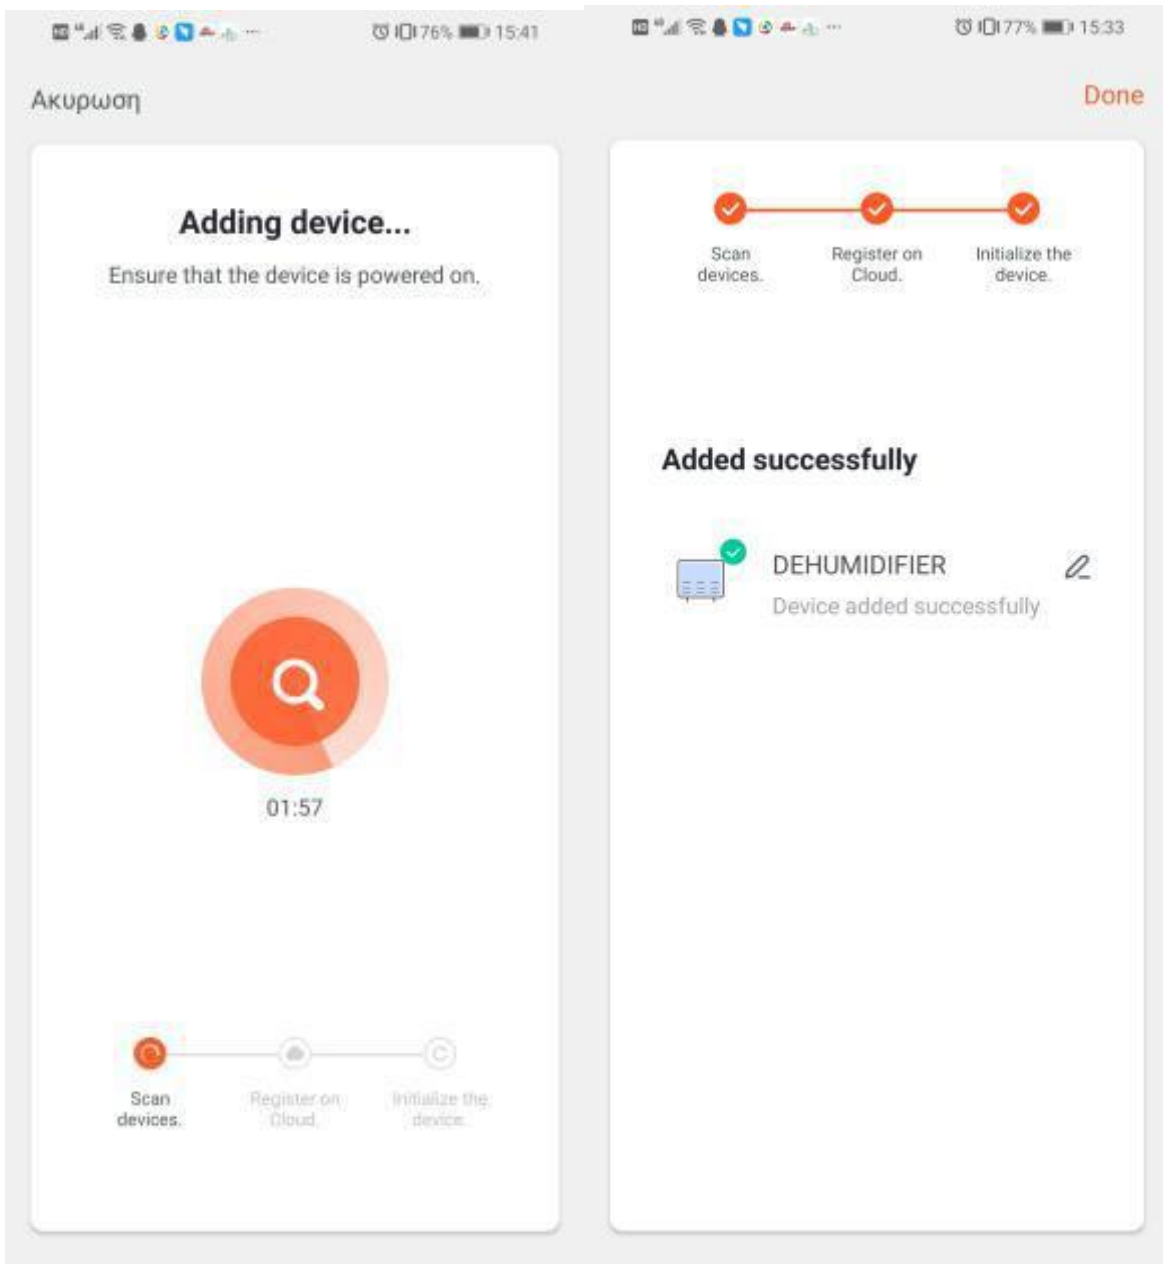 76% 15:41
Ακυρωση
Adding device...
Ensure that the device is powered on.
01:57
Scan
devices.
Register on
Cloud.
Initialize the
device.
77% 15:33
Done
Scan
devices.
Register on
Cloud.
Initialize the
device.
Added successfully
DEHUMIDIFIER
Device added successfully